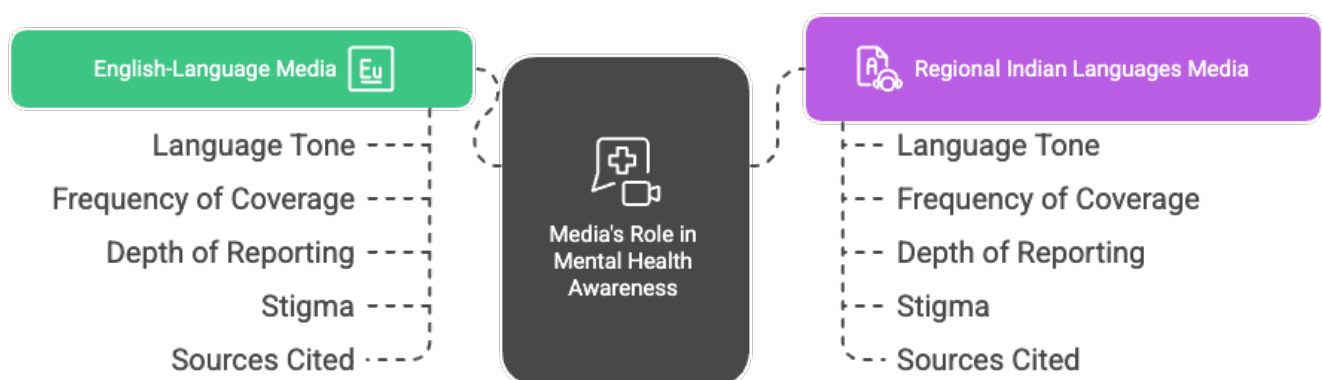 English-Language Media
Eu
Language Tone
Frequency of Coverage
Depth of Reporting
Stigma
Sources Cited
Media's Role in
Mental Health
Awareness
A
Regional Indian Languages Media
Language Tone
Frequency of Coverage
Depth of Reporting
Stigma
Sources Cited